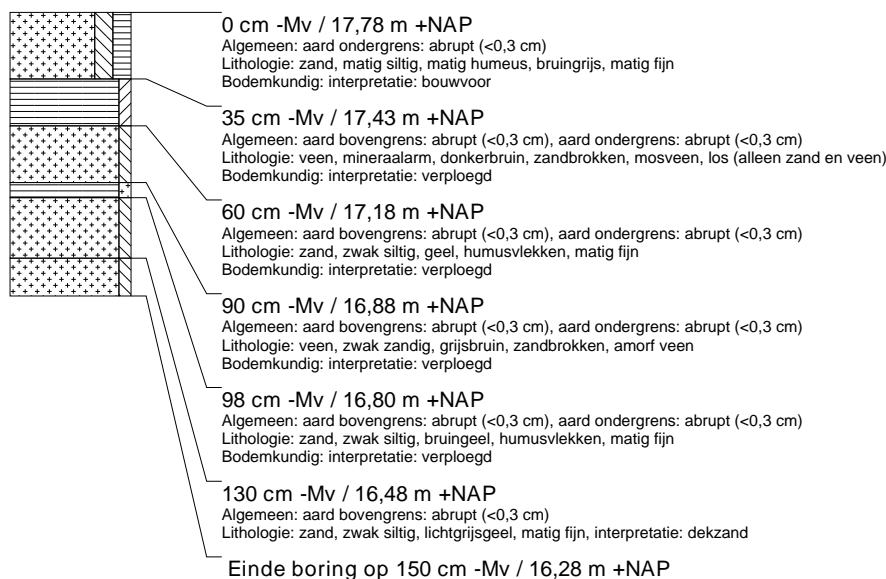 0 cm -Mv / 17,78 m +NAP
Algemeen: aard ondergrens: abrupt (<0,3 cm)
Lithologie: zand, matig siltig, matig humeus, bruingrijs, matig fijn
Bodemkundig: interpretatie: bouwvoor
35 cm -Mv / 17,43 m +NAP
Algemeen: aard bovengrens: abrupt (<0,3 cm), aard ondergrens: abrupt (<0,3 cm)
Lithologie: veen, mineraalarm, donkerbruin, zandbrokken, mosveen, los (alleen zand en veen)
Bodemkundig: interpretatie: verploegd
60 cm -Mv / 17,18 m +NAP
Algemeen: aard bovengrens: abrupt (<0,3 cm), aard ondergrens: abrupt (<0,3 cm)
Lithologie: zand, zwak siltig, geel, humusvlekken, matig fijn
Bodemkundig: interpretatie: verploegd
90 cm -Mv / 16,88 m +NAP
Algemeen: aard bovengrens: abrupt (<0,3 cm), aard ondergrens: abrupt (<0,3 cm)
Lithologie: veen, zwak zandig, grijsbruin, zandbrokken, amorf veen
Bodemkundig: interpretatie: verploegd
98 cm -Mv / 16,80 m +NAP
Algemeen: aard bovengrens: abrupt (<0,3 cm), aard ondergrens: abrupt (<0,3 cm)
Lithologie: zand, zwak siltig, bruingeel, humusvlekken, matig fijn
Bodemkundig: interpretatie: verploegd
130 cm -Mv / 16,48 m +NAP
Algemeen: aard bovengrens: abrupt (<0,3 cm)
Lithologie: zand, zwak siltig, lichtgrijsgeel, matig fijn, interpretatie: dekzand
Einde boring op 150 cm -Mv / 16,28 m +NAP